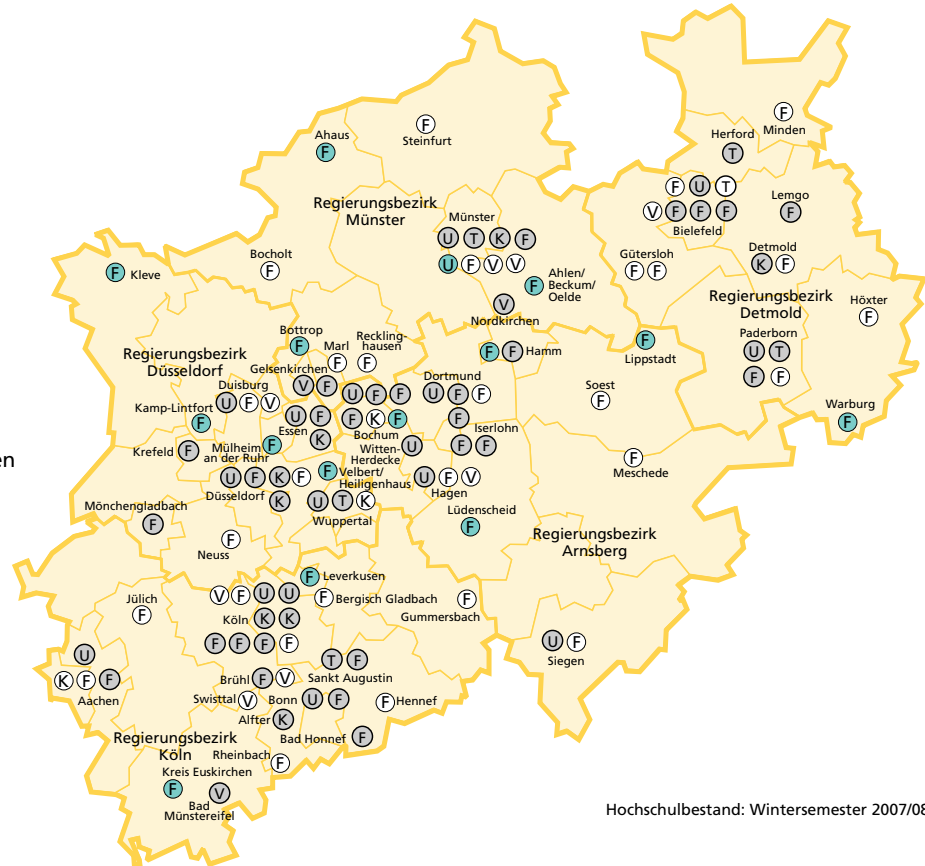 F
Minden
F
Steinfurt
Ahaus
F
Herford
T
Regierungsbezirk
Münster
F U T
V F F F
Bielefeld
Lemgo
F
Münster
U T K F
U F V V
Bocholt
F
F
Kleve
Gütersloh
F F
Detmold
K F
F
Ahlen/
Beckum/
Oelde
V
Nordkirchen
Regierungsbezirk
Detmold
Höxter
F
Bottrop
F
Marl
F
Reckling-
hausen
F
F F
Hamm
F
Lippstadt
Paderborn
U T
F F
Regierungsbezirk
Düsseldorf
Gelsenkirchen
V F
Duisburg
U F V
U F F
F K F
Bochum
Dortmund
U F F
F
Soest
F
Warburg
F
Kamp-Lintfort
F
U F
Essen
K
Iserlohn
F F
Witten-
Herdecke
U
Krefeld
F
Mülheim
an der Ruhr
F
en
F
Meschede
U F K F
Düsseldorf
K
F
Velbert/
Heiligenhaus
U F V
Hagen
Mönchengladbach
F
U T K
Wuppertal
Lüdenscheid
F
Neuss
F
Regierungsbezirk
Arnsberg
F
Leverkusen
Jülich
F
V F U U
Köln
K K
F F F F
F
Bergisch Gladbach
F
Gummersbach
U F
Siegen
U
K F F
Aachen
T F
Sankt Augustin
Brühl
F V
Swisttal
V
Bonn
U F
F
Hennef
Alfter
K
Bad Honnef
F
Regierungsbezirk
Köln
Rheinbach
F
Kreis Euskirchen
F
V
Bad
Münstereifel
Hochschulbestand: Wintersemester 2007/08